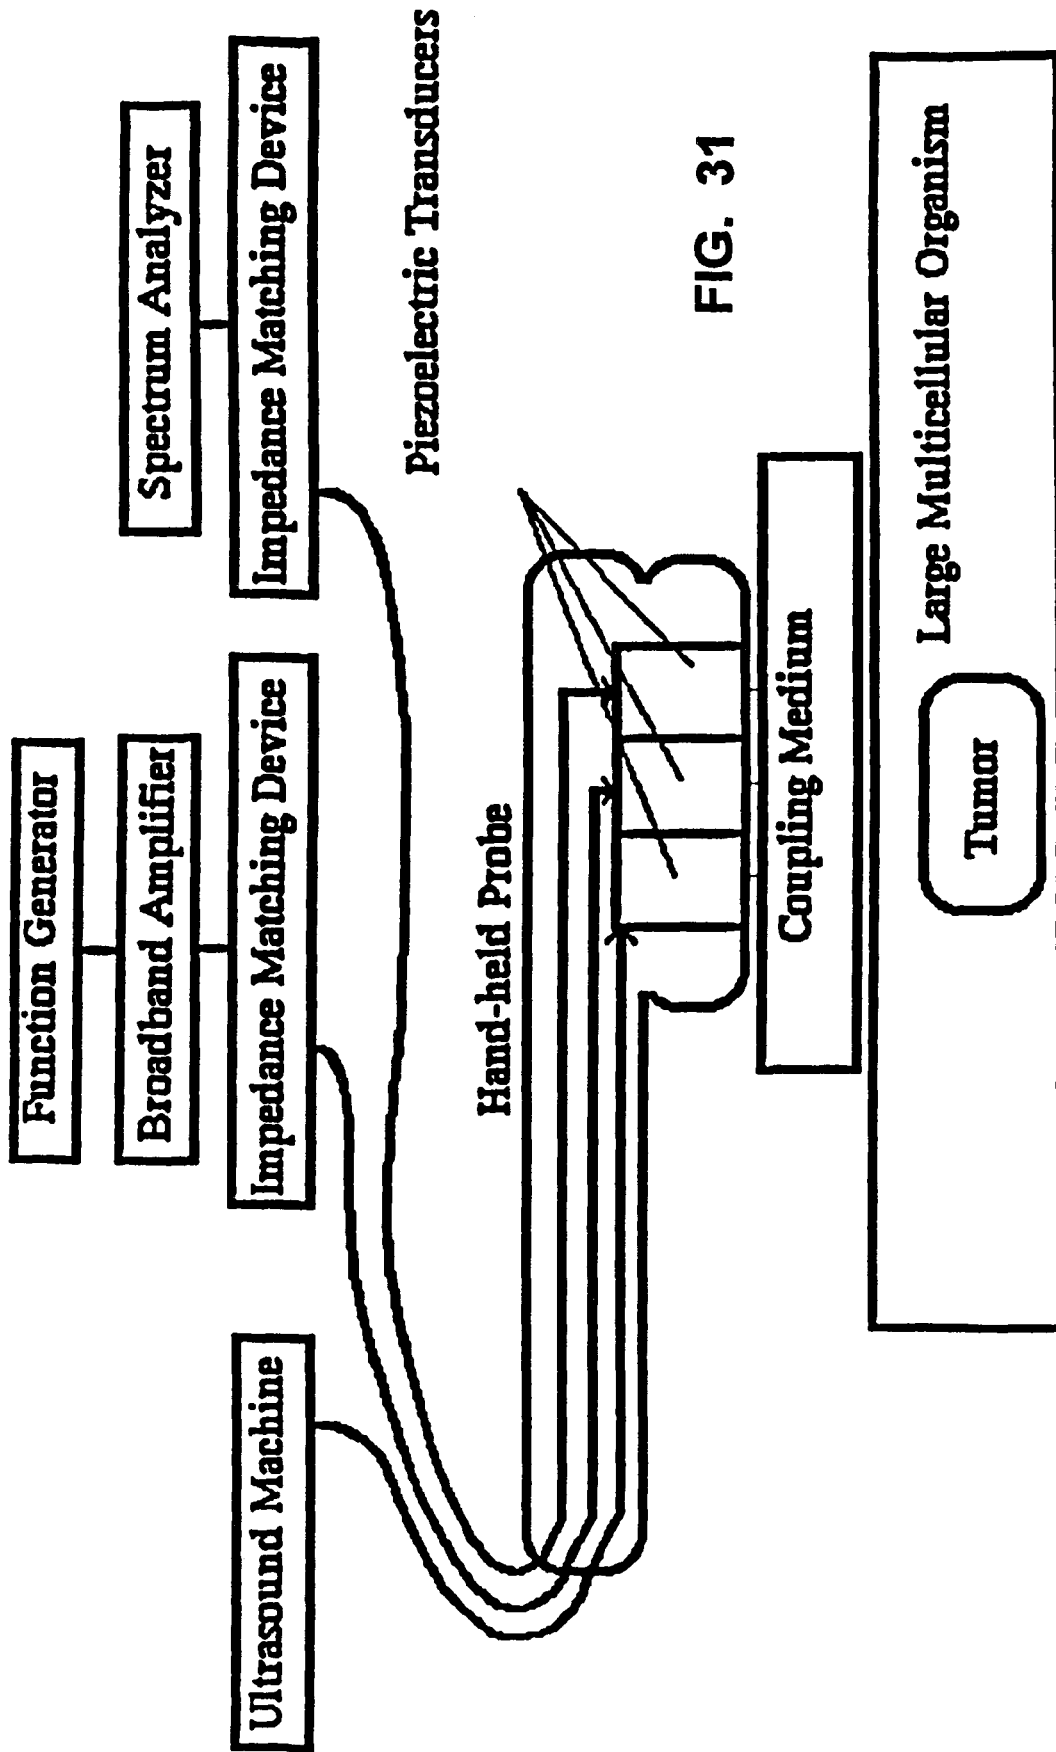 Function Generator
Spectrum Analyzer
Broadband Amplifier
Ultrasound Machine
Impedance Matching Device
Impedance Matching Device
Piezoelectric Transducers
Hand-held Probe
FIG. 31
Coupling Medium
Large Multicellular Organism
Tumor